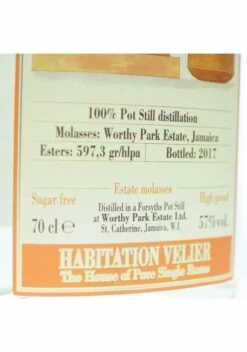 100% Pot Still distillation
Molasses: Worthy Park Estate, Jamaica
Esters: 597,3 gr/hlpa Bottled: 2017
Estate molasses
Sugar free High proof
Distilled in a Forsyths Pot Still
70 cl ℮ at Worthy Park Estate Ltd. 57%vol.
St. Catherine, Jamaica, W.I.
HABITATION VELIER
The House of Pure Single Rums